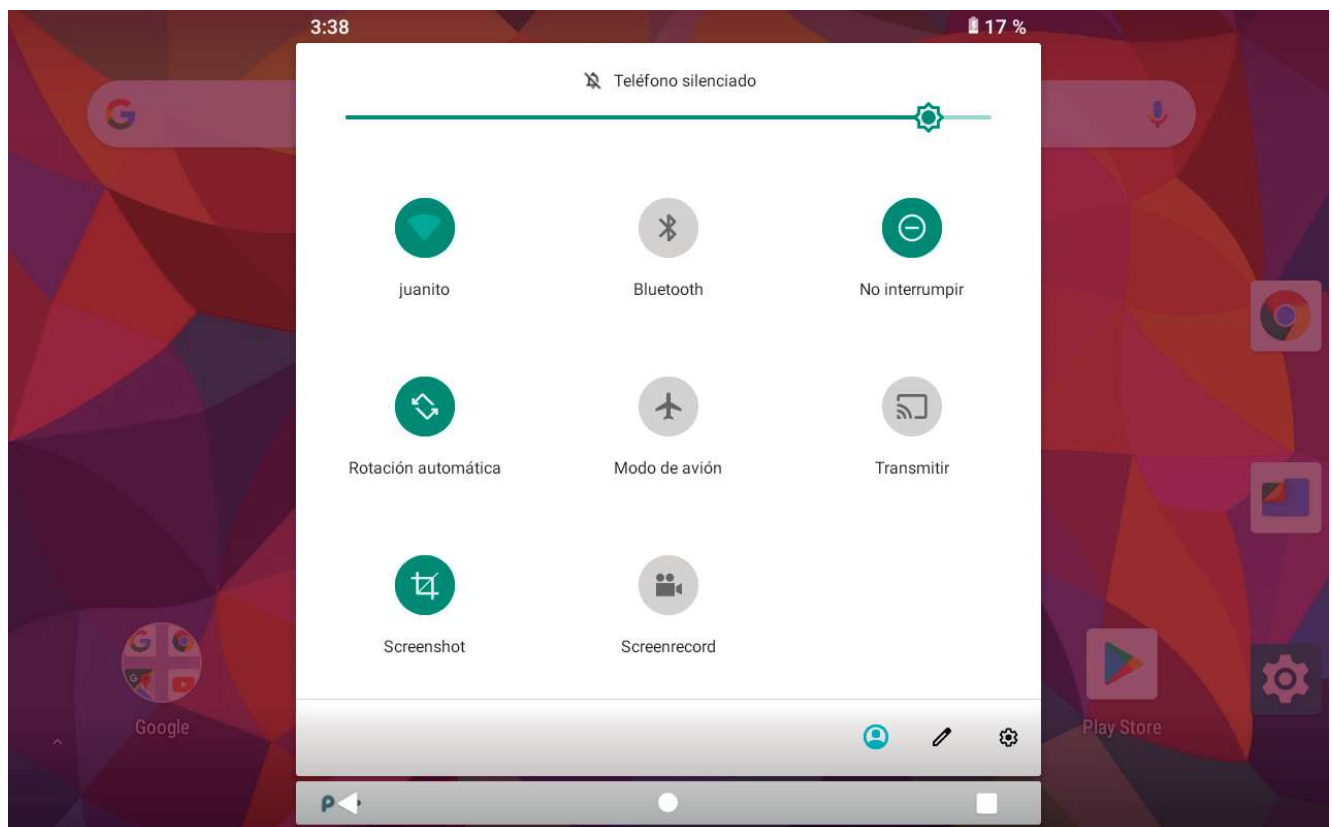 3:38
17 %
Teléfono silenciado
juanito
Bluetooth
No interrumpir
Rotación automática
Modo de avión
Transmitir
Screenshot
Screenrecord
Google
Play Store